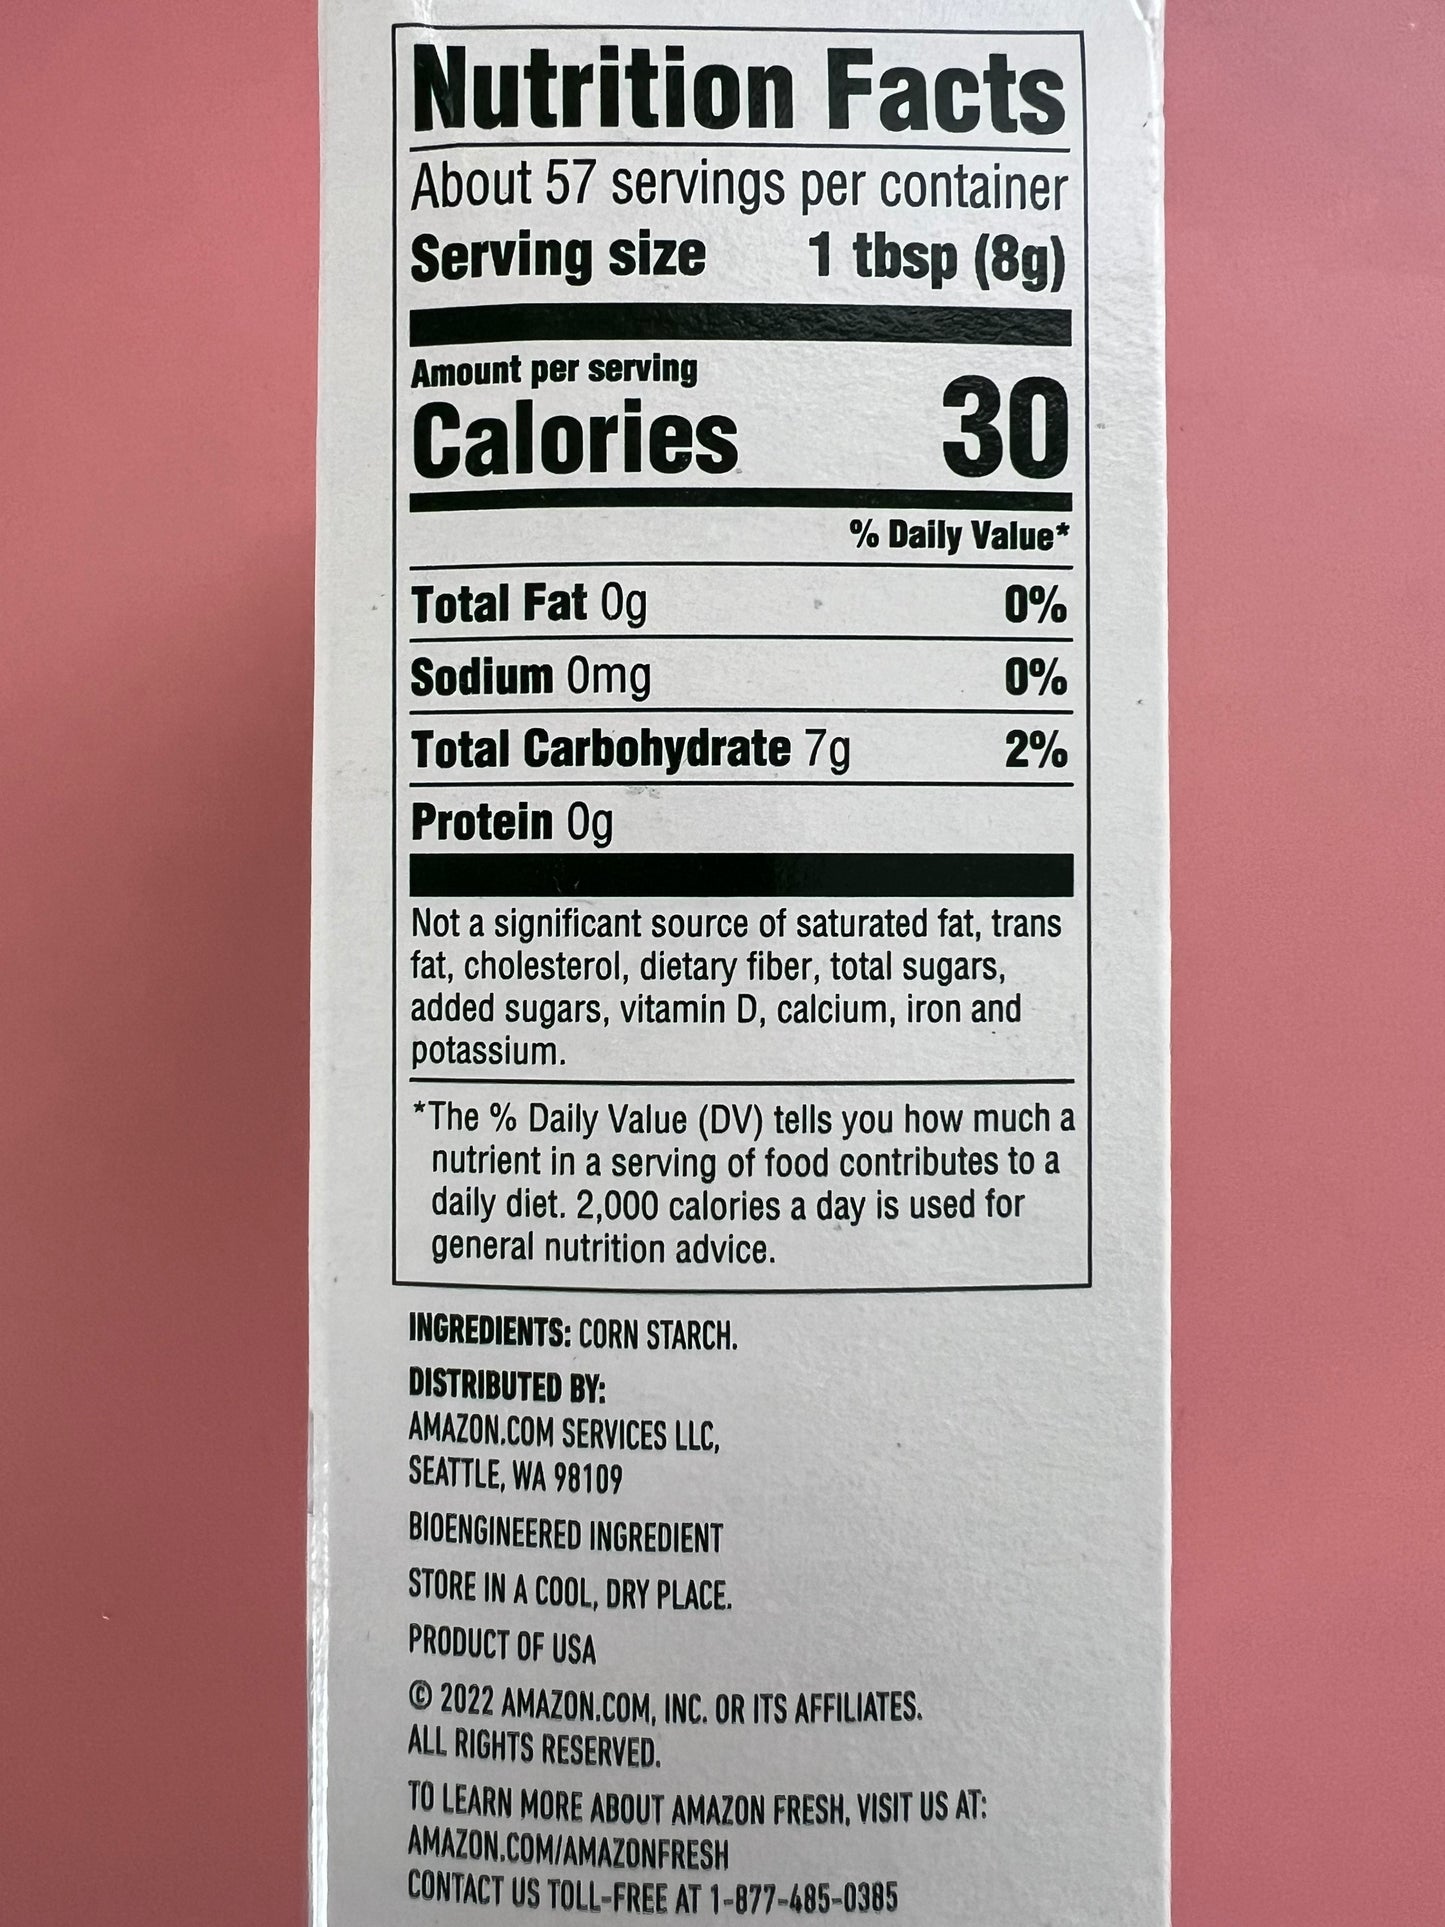 Nutrition Facts
About 57 servings per container
Serving size 1 tbsp (8g)
Amount per serving
Calories 30
% Daily Value*
Total Fat 0g 0%
Sodium 0mg 0%
Total Carbohydrate 7g 2%
Protein 0g
Not a significant source of saturated fat, trans
fat, cholesterol, dietary fiber, total sugars,
added sugars, vitamin D, calcium, iron and
potassium.
*The % Daily Value (DV) tells you how much a
nutrient in a serving of food contributes to a
daily diet. 2,000 calories a day is used for
general nutrition advice.
INGREDIENTS: CORN STARCH.
DISTRIBUTED BY:
AMAZON.COM SERVICES LLC,
SEATTLE, WA 98109
BIOENGINEERED INGREDIENT
STORE IN A COOL, DRY PLACE.
PRODUCT OF USA
© 2022 AMAZON.COM, INC. OR ITS AFFILIATES.
ALL RIGHTS RESERVED.
TO LEARN MORE ABOUT AMAZON FRESH, VISIT US AT:
AMAZON.COM/AMAZONFRESH
CONTACT US TOLL-FREE AT 1-877-485-0385